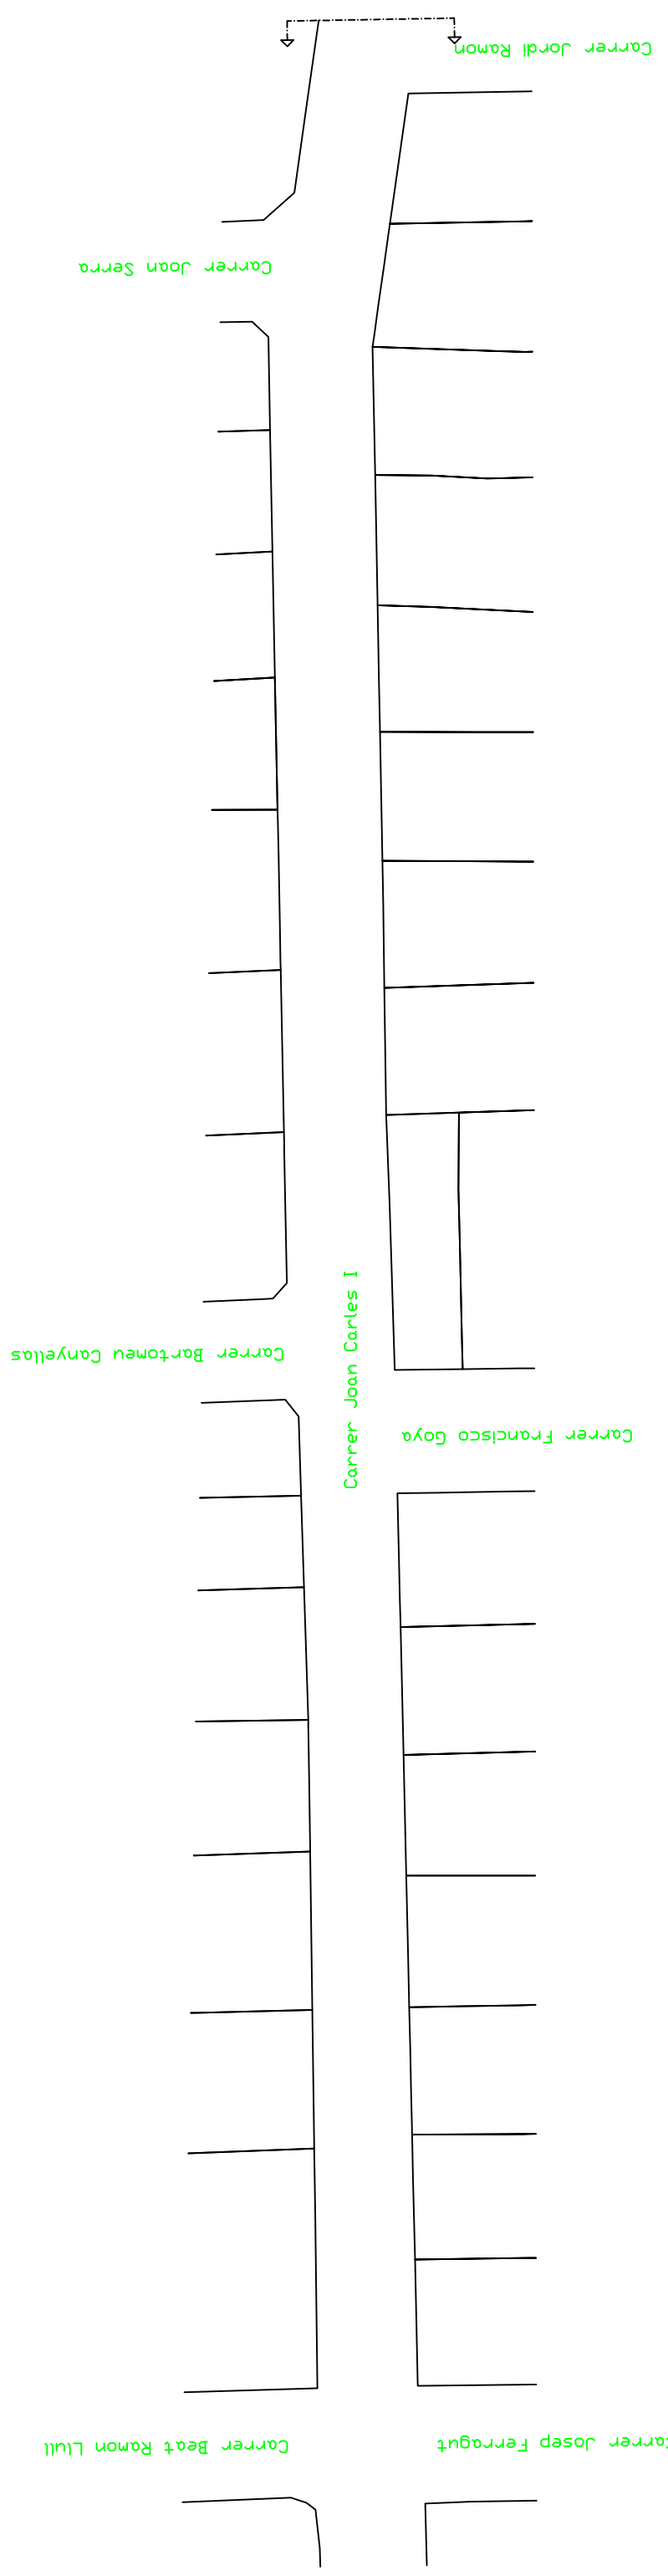 Carrer Jordi Ramon
Carrer Joan Serra
Carrer Joan Carles I
Carrer Bartomeu Canyellas
Carrer Francisco Goya
Carrer Beat Ramon Llull
Carrer Josep Ferragut